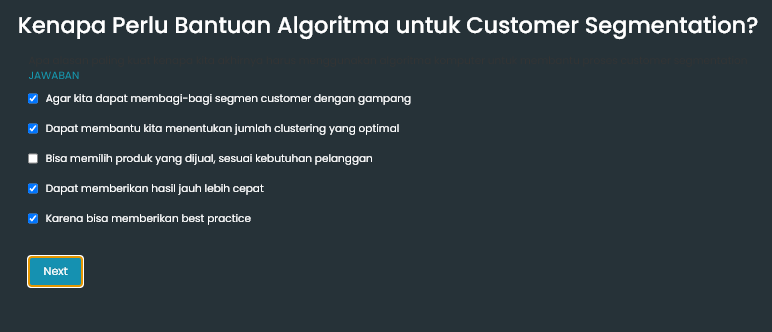 Kenapa Perlu Bantuan Algoritma untuk Customer Segmentation?
JAWABAN
Agar kita dapat membagi-bagi segmen customer dengan gampang
Dapat membantu kita menentukan jumlah clustering yang optimal
Bisa memilih produk yang dijual, sesuai kebutuhan pelanggan
Dapat memberikan hasil jauh lebih cepat
Karena bisa memberikan best practice
Next